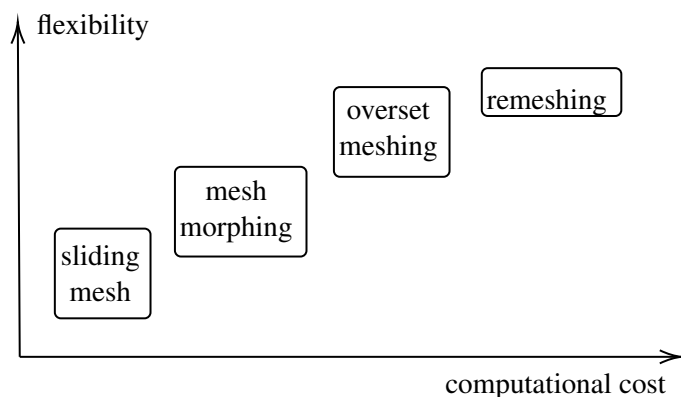 flexibility
remeshing
overset
meshing
mesh
morphing
sliding
mesh
computational cost